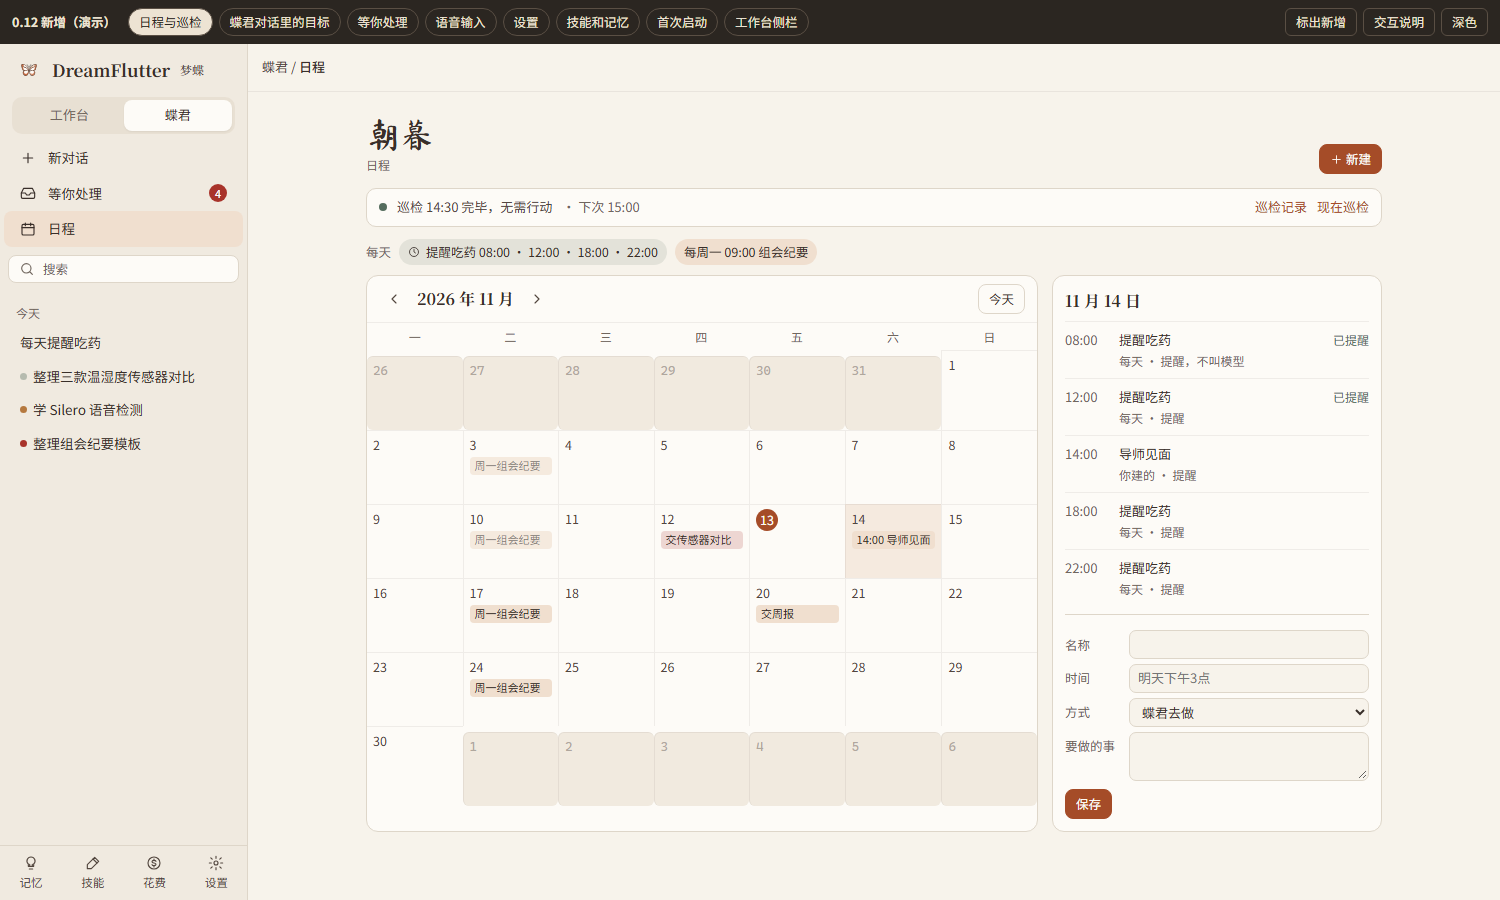 0.12 新增（演示） 日程与巡检 蝶君对话里的目标 等你处理 语音输入 设置 技能和记忆 首次启动 工作台侧栏 标出新增 交互说明 深色
DreamFlutter 梦蝶
工作台 蝶君
新对话
等你处理 4
日程
搜索
今天
每天提醒吃药
整理三款温湿度传感器对比
学 Silero 语音检测
整理组会纪要模板
记忆 技能 花费 设置
蝶君 / 日程
朝暮
日程
＋ 新建
巡检 14:30 完毕，无需行动 · 下次 15:00 巡检记录 现在巡检
每天 提醒吃药 08:00 · 12:00 · 18:00 · 22:00 每周一 09:00 组会纪要
2026 年 11 月 今天
一 二 三 四 五 六 日
26 27 28 29 30 31 1
2 3 4 5 6 7 8
周一组会纪要
9 10 11 12 13 14 15
周一组会纪要 交传感器对比 14:00 导师见面
16 17 18 19 20 21 22
周一组会纪要 交周报
23 24 25 26 27 28 29
周一组会纪要
30 1 2 3 4 5 6
11 月 14 日
08:00 提醒吃药 已提醒
每天 · 提醒，不叫模型
12:00 提醒吃药 已提醒
每天 · 提醒
14:00 导师见面
你建的 · 提醒
18:00 提醒吃药
每天 · 提醒
22:00 提醒吃药
每天 · 提醒
名称
时间 明天下午3点
方式 蝶君去做
要做的事
保存